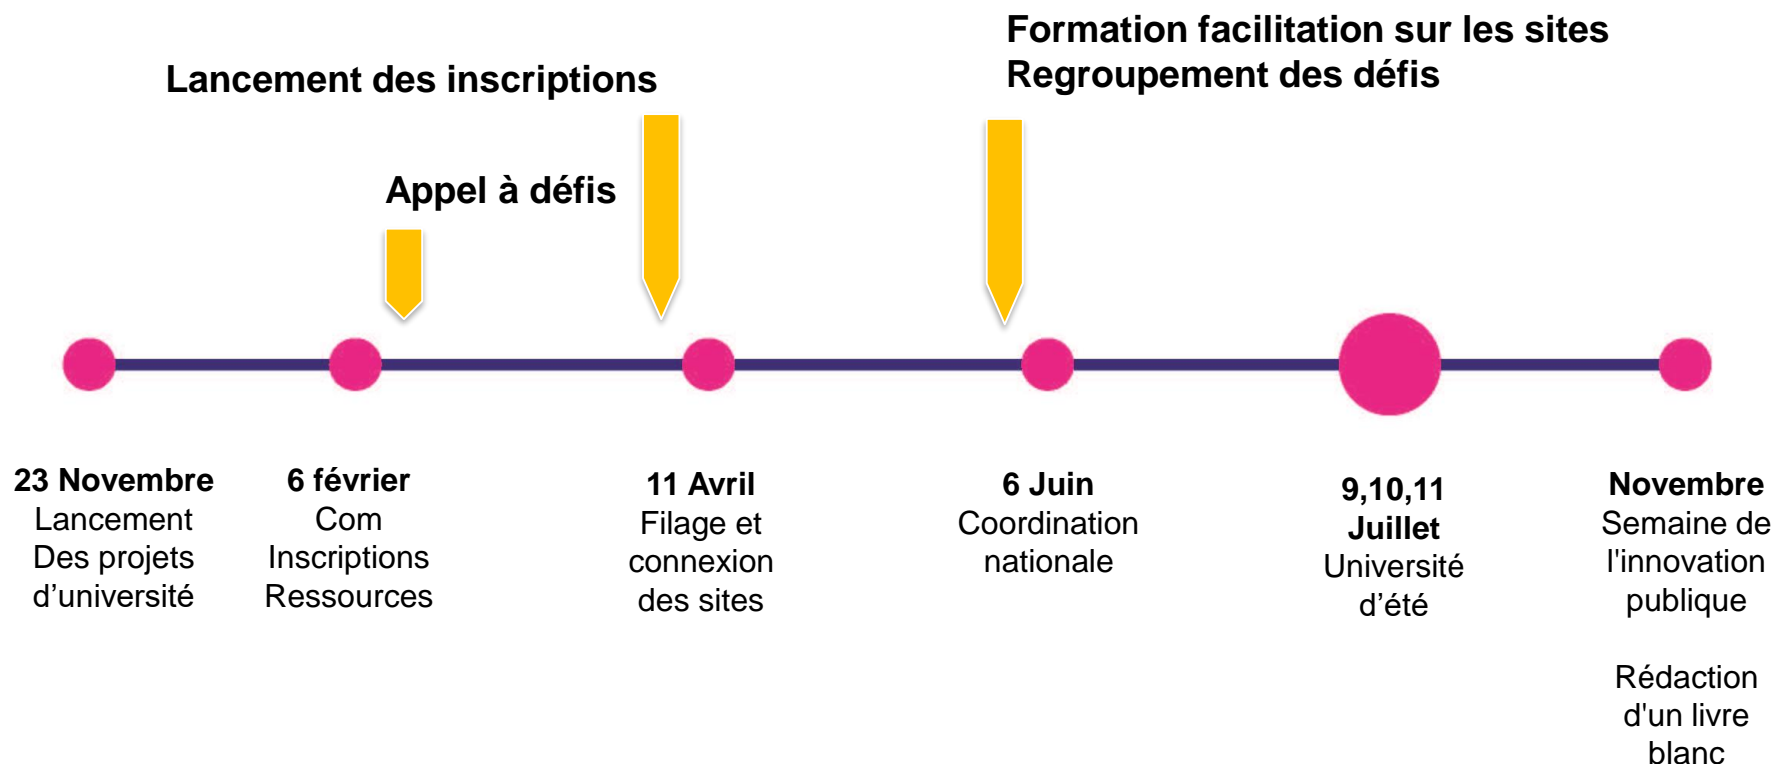 Formation facilitation sur les sites
Regroupement des défis
Lancement des inscriptions
Appel à défis
23 Novembre
Lancement
Des projets
d’université
6 février
Com
Inscriptions
Ressources
11 Avril
Filage et
connexion
des sites
6 Juin
Coordination
nationale
9,10,11
Juillet
Université
d’été
Novembre
Semaine de
l'innovation
publique
Rédaction
d'un livre
blanc